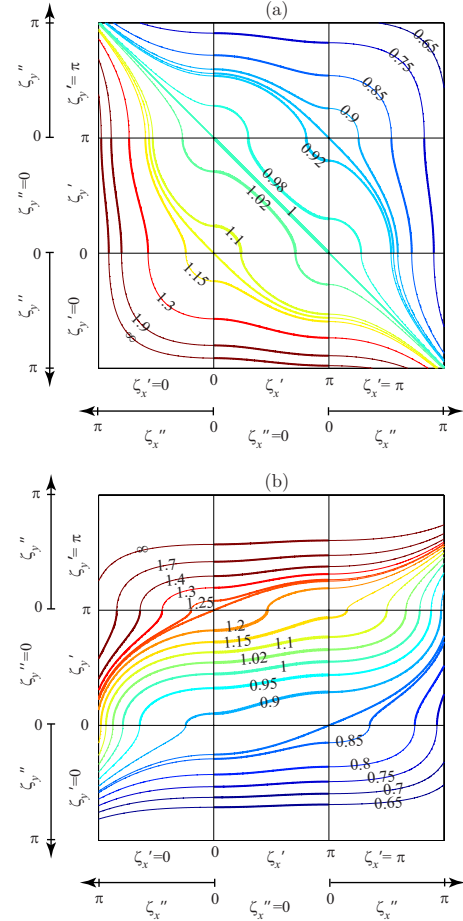 (a)
π
ζy″
ζy′= π
0
π
ζy″=0
ζy′
0
0
ζy″
ζy′=0
π
0.65
0.75
0.85
0.9
0.92
0.98
1
1.02
1.1
1.15
1.3
1.9
∞
0
π
ζx′=0
ζx′
ζx′= π
π
0
0
π
ζx″
ζx″=0
ζx″
(b)
π
ζy″
ζy′= π
0
π
ζy″=0
ζy′
0
0
ζy″
ζy′=0
π
∞
1.7
1.4
1.3
1.25
1.2
1.15
1.1
1.02
1
0.95
0.9
0.85
0.8
0.75
0.7
0.65
0
π
ζx′=0
ζx′
ζx′= π
π
0
0
π
ζx″
ζx″=0
ζx″